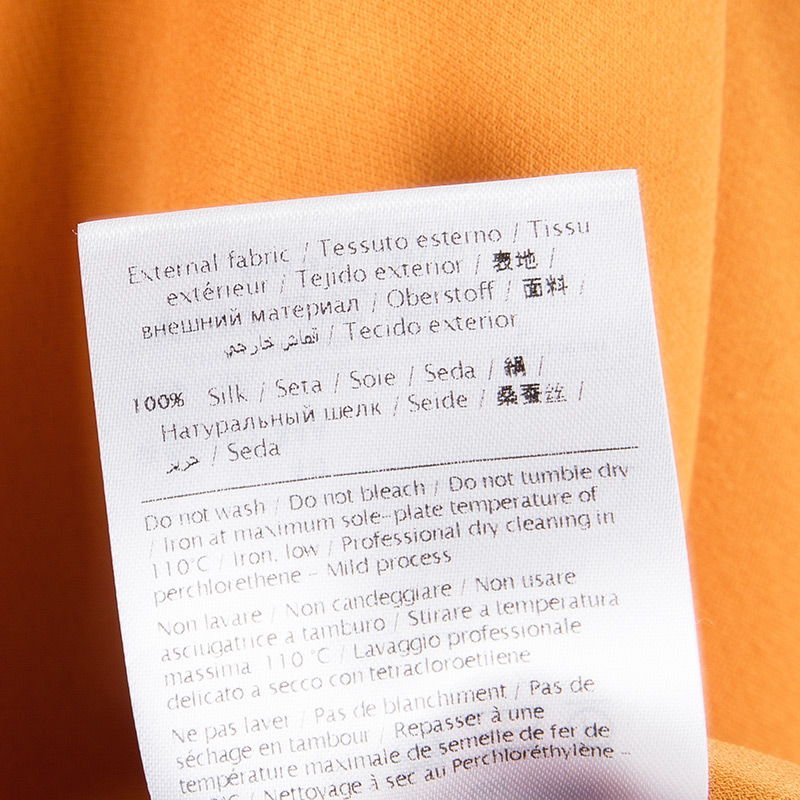 External fabric / Tessuto esterno / Tissu
extérieur / Tejido exterior / 表地 /
внешний материал / Oberstoff / 面料 /
قماش خارجي / Tecido exterior
100% Silk / Seta / Soie / Seda / 絹 /
Натуральный шелк / Seide / 桑蚕丝 /
حرير / Seda
Do not wash / Do not bleach / Do not tumble dry
/ Iron at maximum sole-plate temperature of
110°C / Iron, low / Professional dry cleaning in
perchlorethene - Mild process
Non lavare / Non candeggiare / Non usare
asciugatrice a tamburo / Stirare a temperatura
massima 110 °C / Lavaggio professionale
delicato a secco con tetracloroetilene
Ne pas laver / Pas de blanchiment / Pas de
séchage en tambour / Repasser à une
température maximale de semelle de fer de
/ Nettoyage à sec au Perchloréthylène -